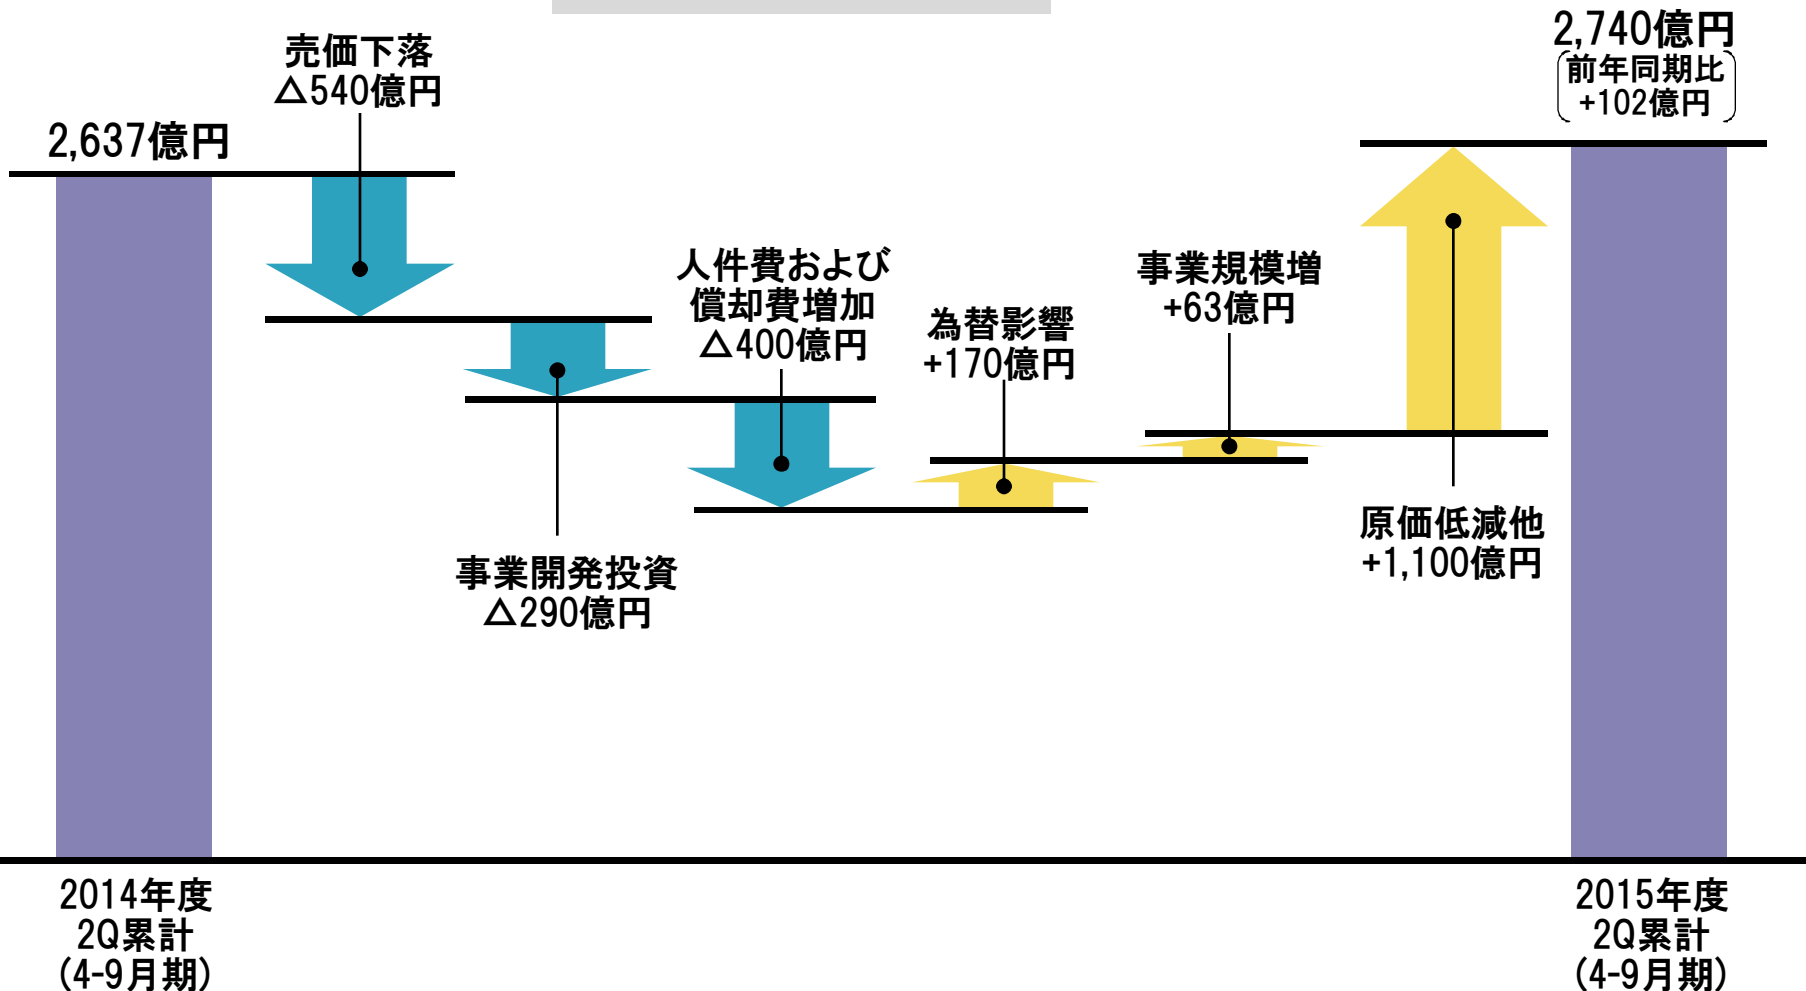 2,637億円
売価下落
△540億円
事業開発投資
△290億円
人件費および
償却費増加
△400億円
為替影響
+170億円
事業規模増
+63億円
原価低減他
+1,100億円
2,740億円
前年同期比
+102億円
2014年度
2Q累計
(4-9月期)
2015年度
2Q累計
(4-9月期)